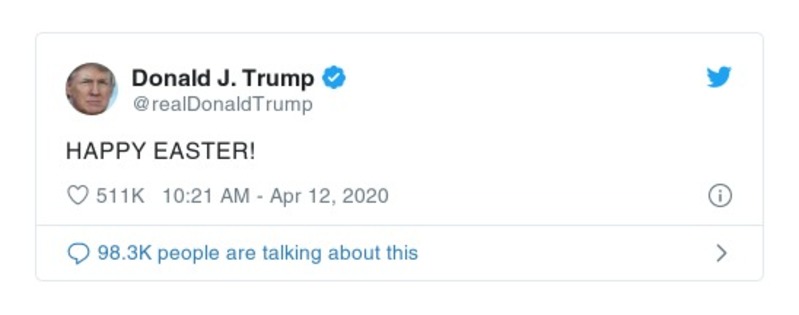 Donald J. Trump
@realDonaldTrump
HAPPY EASTER!
511K 10:21 AM - Apr 12, 2020
98.3K people are talking about this